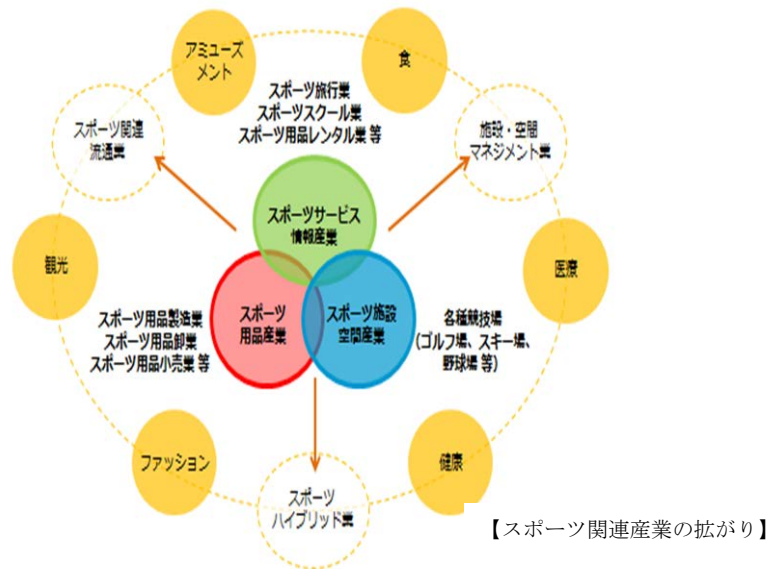 アミューズ
メント
食
スポーツ旅行業
スポーツスクール業
スポーツ用品レンタル業 等
スポーツ関連
流通業
施設・空間
マネジメント業
スポーツサービス
情報産業
観光
医療
スポーツ
用品産業
スポーツ施設
空間産業
スポーツ用品製造業
スポーツ用品卸業
スポーツ用品小売業 等
各種競技場
(ゴルフ場、スキー場、
野球場 等)
ファッション
健康
スポーツ
ハイブリッド業
【スポーツ関連産業の拡がり】